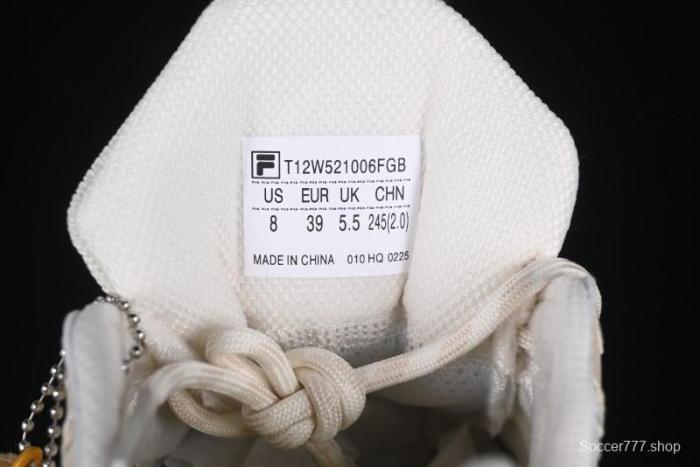 F T12W521006FGB
US EUR UK CHN
8 39 5.5 245(2.0)
MADE IN CHINA 010 HQ 0225
Soccer777.shop